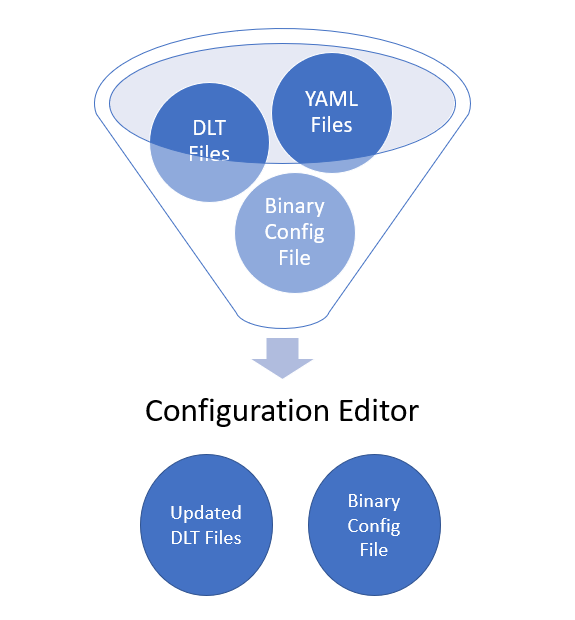 YAML
Files
DLT
Files
Binary
Config
File
Configuration Editor
Updated
DLT Files
Binary
Config
File